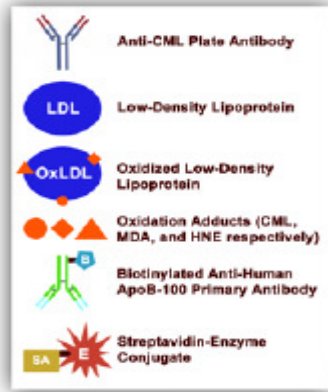 Anti-CML Plate Antibody
LDL
Low-Density Lipoprotein
OxLDL
Oxidized Low-Density
Lipoprotein
Oxidation Adducts (CML,
MDA, and HNE respectively)
B
Biotinylated Anti-Human
ApoB-100 Primary Antibody
SA
E
Streptavidin-Enzyme
Conjugate